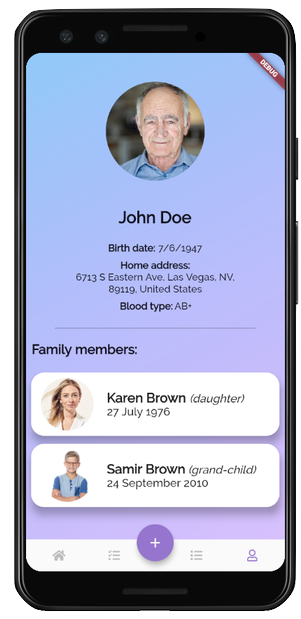 DEBUG
John Doe
Birth date: 7/6/1947
Home address:
6713 S Eastern Ave, Las Vegas, NV,
89119, United States
Blood type: AB+
Family members:
Karen Brown (daughter)
27 July 1976
Samir Brown (grand-child)
24 September 2010
+